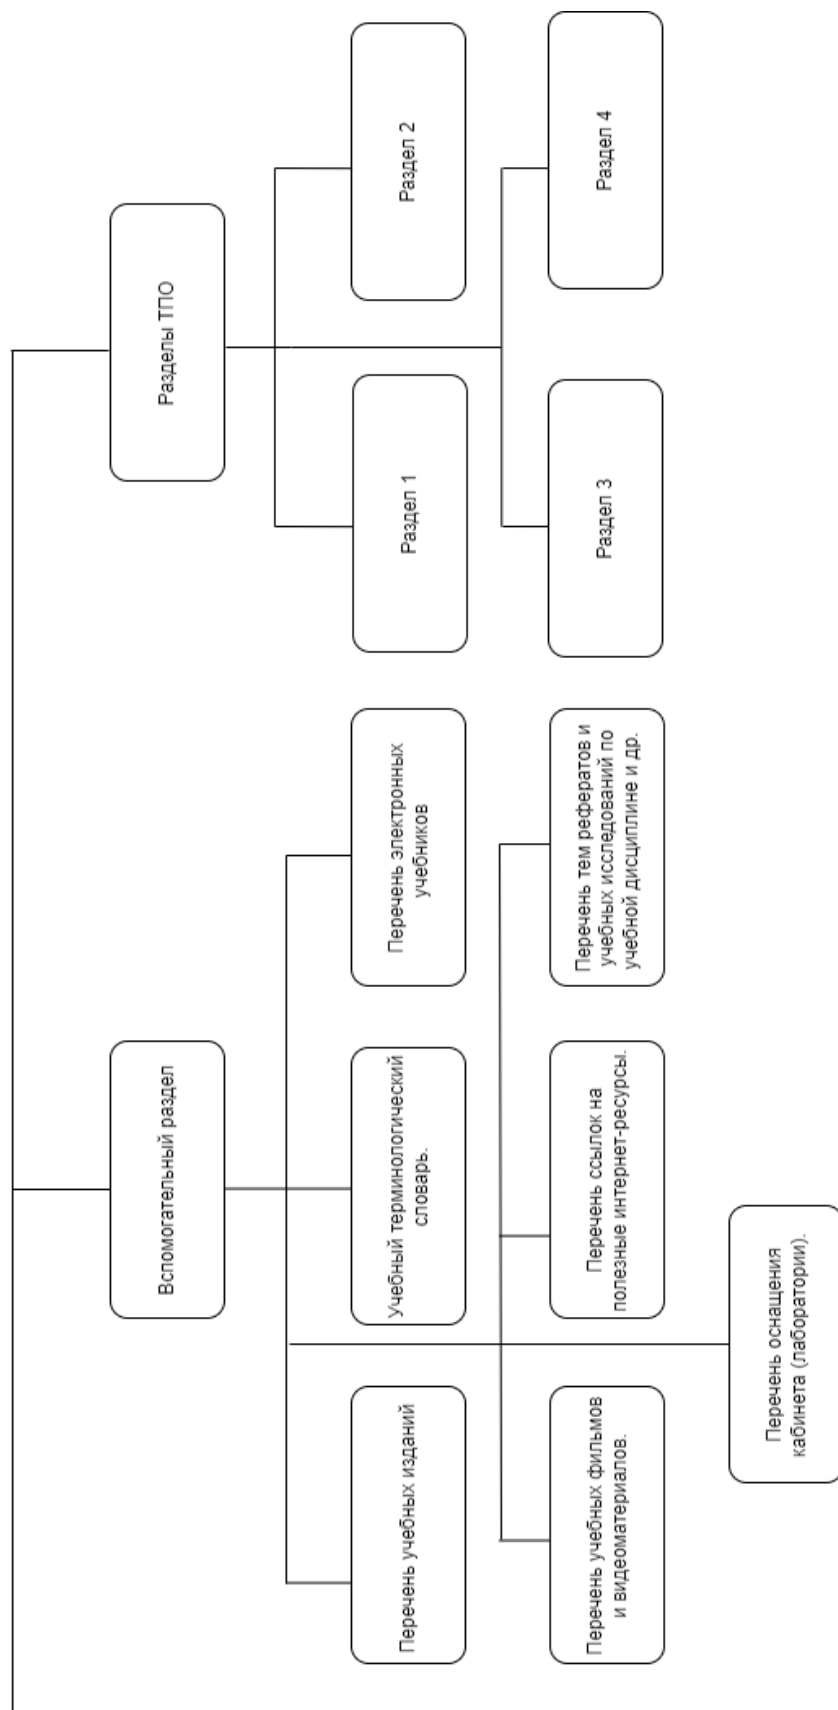 Вспомогательный раздел
Разделы ТПО
Перечень учебных изданий
Учебный терминологический
словарь.
Перечень электронных
учебников
Раздел 1
Раздел 2
Перечень учебных фильмов
и видеоматериалов.
Перечень ссылок на
полезные интернет-ресурсы.
Перечень тем рефератов и
учебных исследований по
учебной дисциплине и др.
Раздел 3
Раздел 4
Перечень оснащения
кабинета (лаборатории).